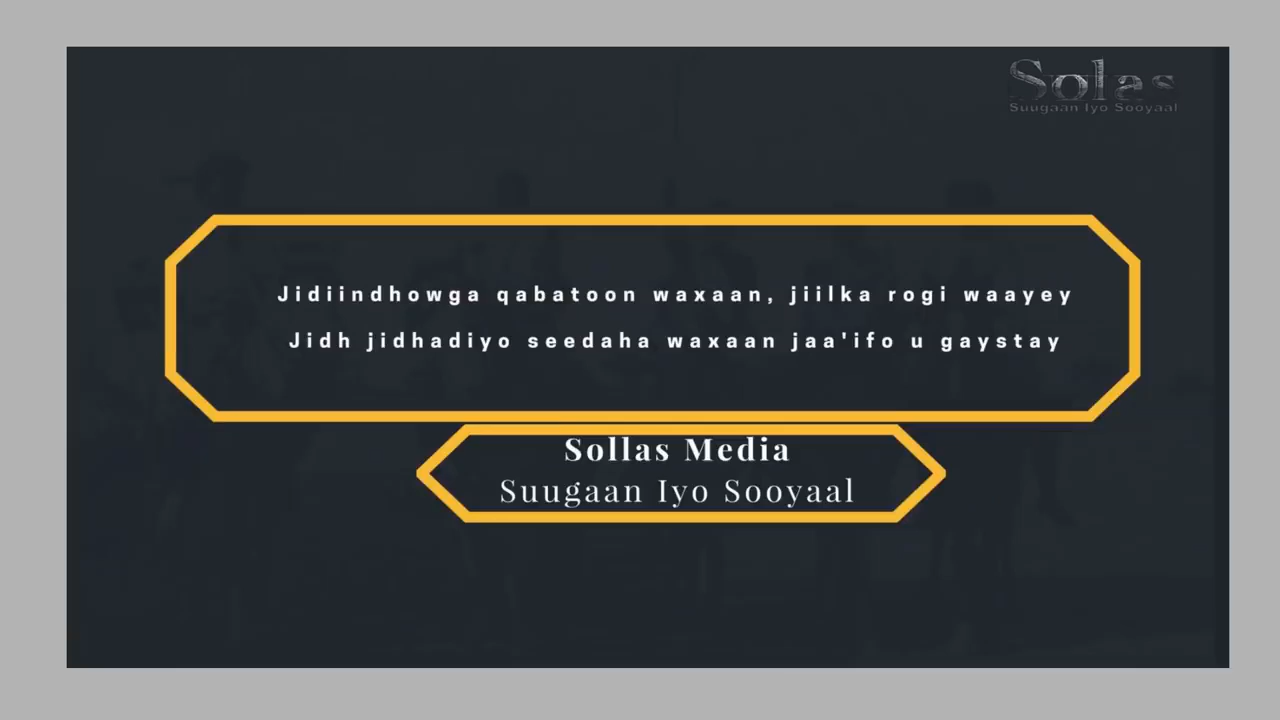 Solas
Suugaan Iyo Sooyaal
Jidiindhowga qabatoon waxaan, jiilka rogi waayey
Jidh jidhadiyo seedaha waxaan jaa'ifo u gaystay
Sollas Media
Suugaan Iyo Sooyaal